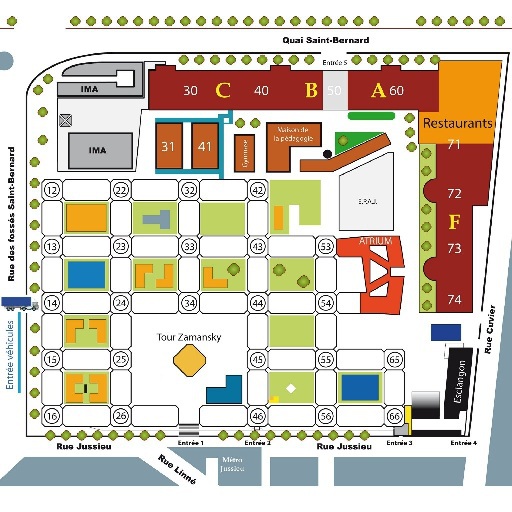 Quai Saint-Bernard
Entrée 5
IMA
30 C 40 B 50 A 60
Restaurants
IMA
31
41
Gymnase
Maison de
la pédagogie
71
72
F
73
74
E.P.A.J.
Rue des fossés Saint-Bernard
12 22 32 42
13 23 33 43 53
ATRIUM
14 24 34 44 54
Entrée véhicules
Tour Zamansky
15 25 45 55 65
Esclangon
Rue Cuvier
16 26 46 56 66
Rue Jussieu
Entrée 1
Entrée 2
Rue Jussieu
Entrée 3
Entrée 4
Rue Linné
Métro
Jussieu